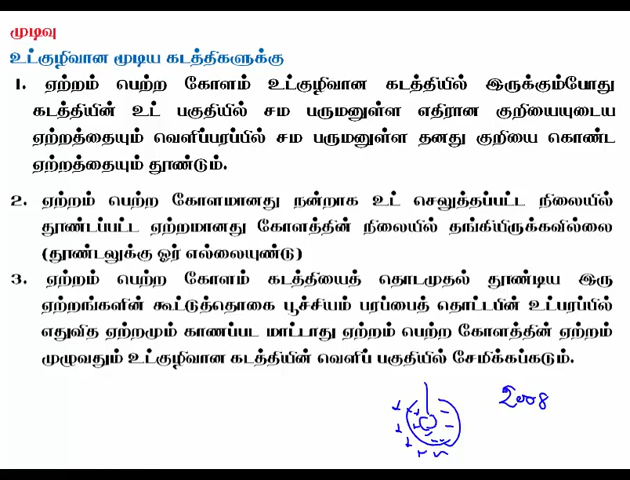 முடிவு
உட்குழிவான மூடிய கடத்திகளுக்கு
1. ஏற்றம் பெற்ற கோளம் உட்குழிவான கடத்தியில் இருக்கும்போது
கடத்தியின் உட் பகுதியில் சம பருமனுள்ள எதிரான குறியையுடைய
ஏற்றத்தையும் வெளிப்பரப்பில் சம பருமனுள்ள தனது குறியை கொண்ட
ஏற்றத்தையும் தூண்டும்.
2. ஏற்றம் பெற்ற கோளமானது நன்றாக உட் செலுத்தப்பட்ட நிலையில்
தூண்டப்பட்ட ஏற்றமானது கோளத்தின் நிலையில் தங்கியிருக்கவில்லை
(தூண்டலுக்கு ஓர் எல்லையுண்டு)
3. ஏற்றம் பெற்ற கோளம் கடத்தியைத் தொடமுதல் தூண்டிய இரு
ஏற்றங்களின் கூட்டுத்தொகை பூச்சியம் பரப்பைத் தொட்டபின் உட்பரப்பில்
எதுவித ஏற்றமும் காணப்பட மாட்டாது ஏற்றம் பெற்ற கோளத்தின் ஏற்றம்
முழுவதும் உட்குழிவான கடத்தியின் வெளிப் பகுதியில் சேமிக்கப்கடும்.
2008